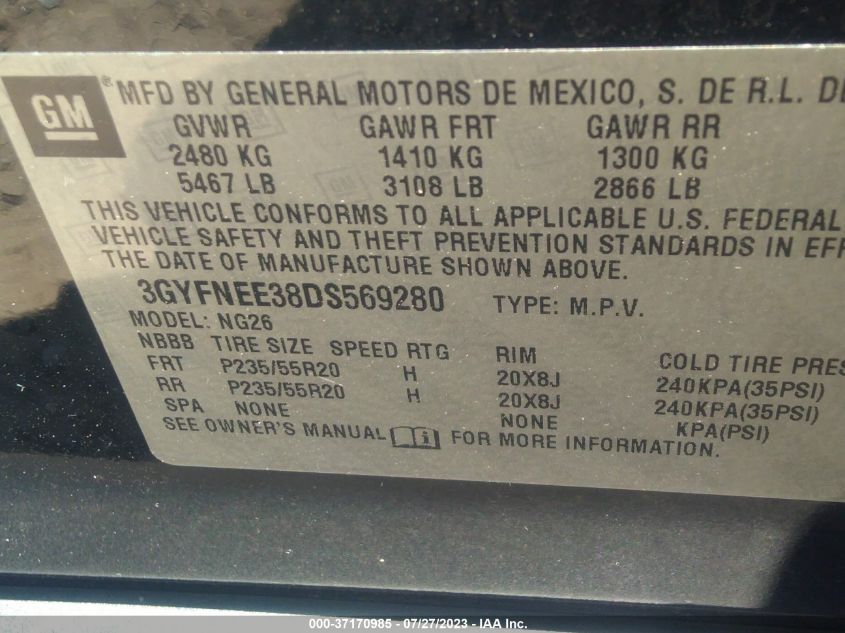 GM
® MFD BY GENERAL MOTORS DE MEXICO, S. DE R.L.
GVWR GAWR FRT GAWR RR
2480 KG 1410 KG 1300 KG
5467 LB 3108 LB 2866 LB
THIS VEHICLE CONFORMS TO ALL APPLICABLE U.S. FEDERAL
VEHICLE SAFETY AND THEFT PREVENTION STANDARDS IN
THE DATE OF MANUFACTURE SHOWN ABOVE.
3GYFNEE38DS569280 TYPE: M.P.V.
MODEL: NG26
NBBB TIRE SIZE SPEED RTG RIM COLD TIRE PRES
FRT P235/55R20 H 20X8J 240KPA(35PSI)
RR P235/55R20 H 20X8J 240KPA(35PSI)
SPA NONE NONE KPA(PSI)
SEE OWNER'S MANUAL FOR MORE INFORMATION.
000-37170985 - 07/27/2023 - IAA Inc.